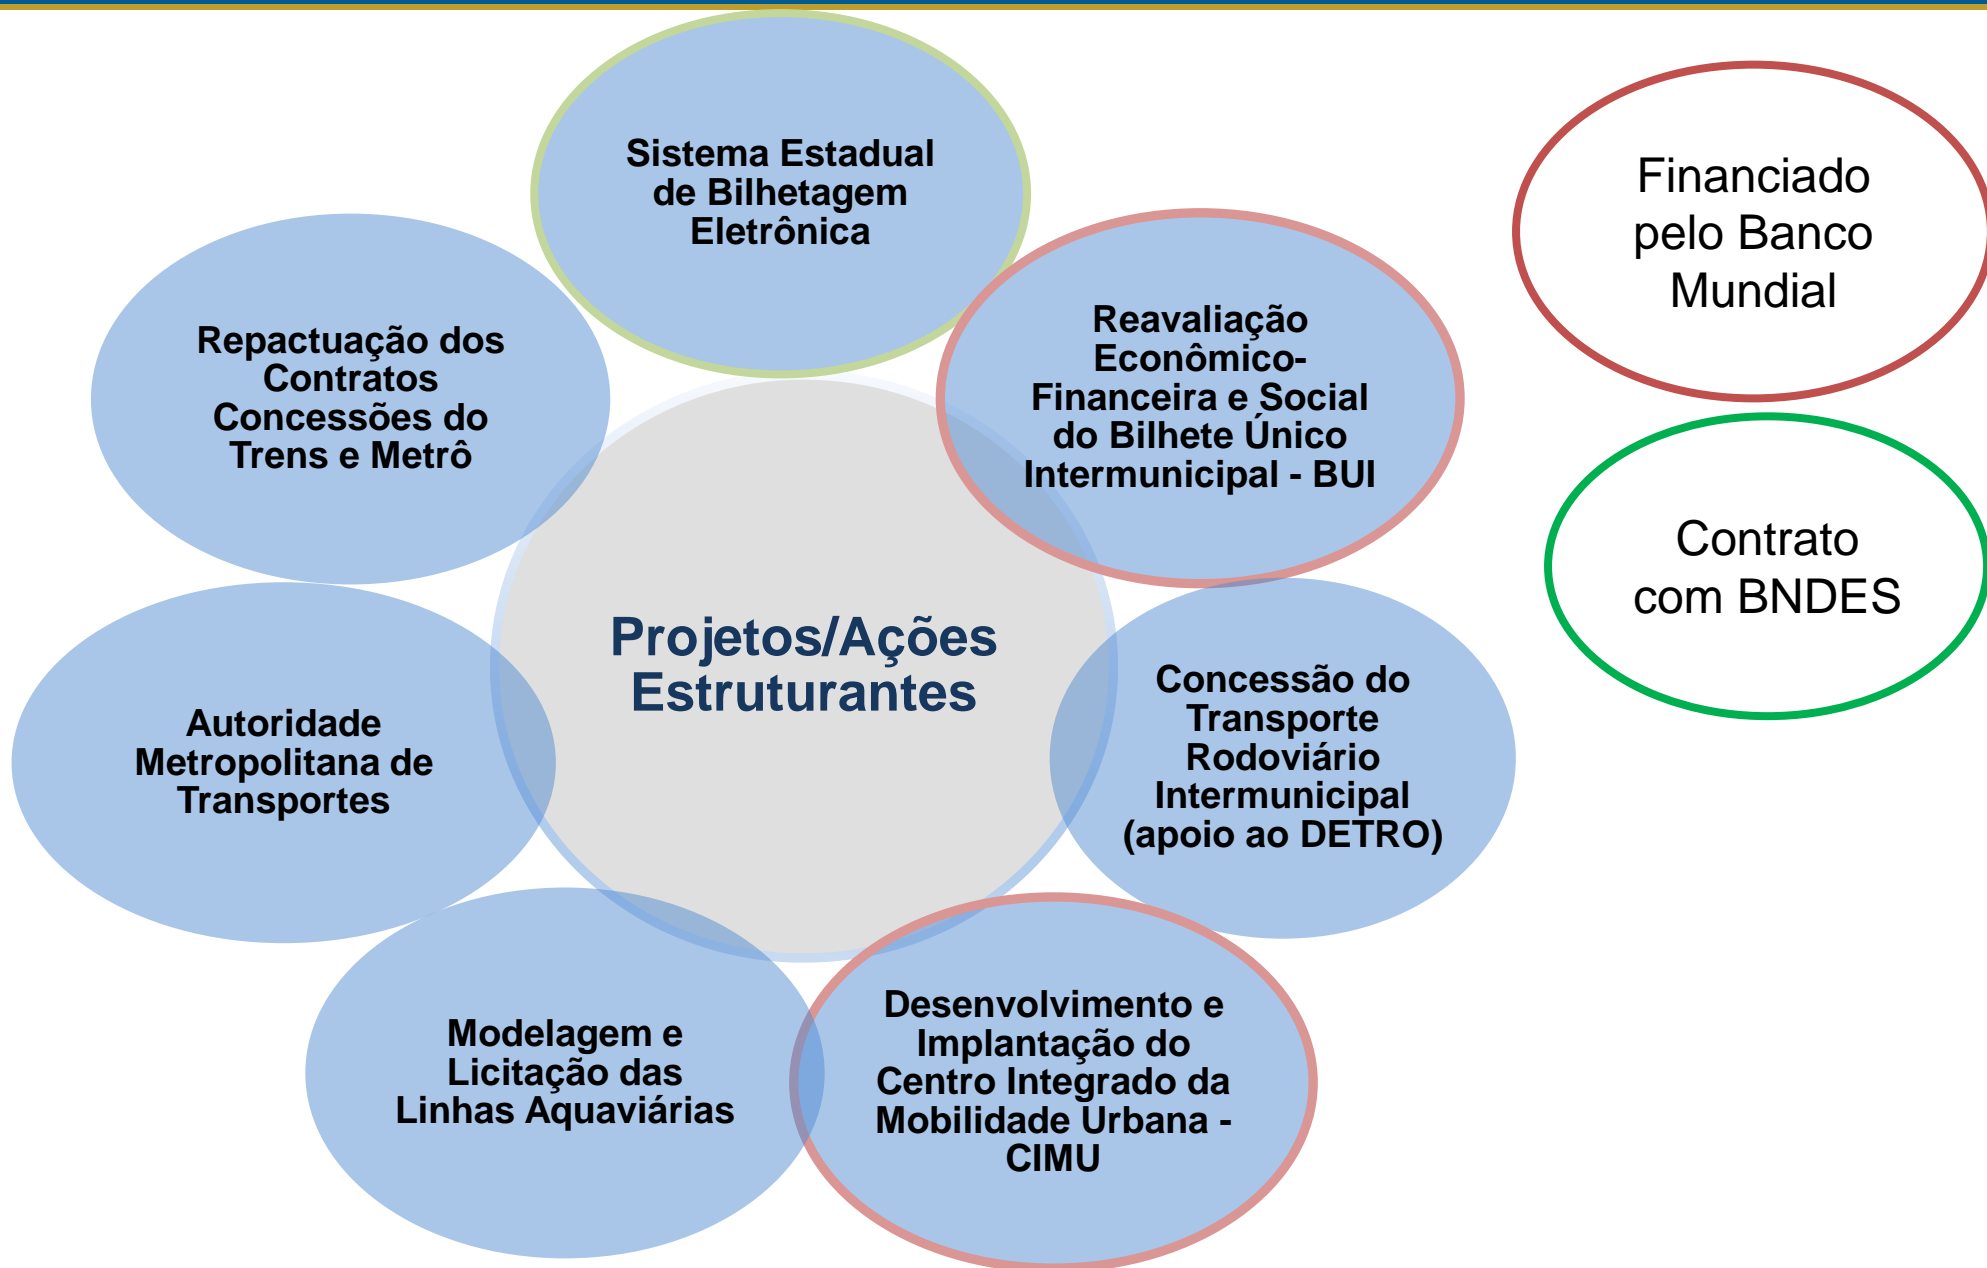 Sistema Estadual
de Bilhetagem
Eletrônica
Reavaliação
Econômico-
Financeira e Social
do Bilhete Único
Intermunicipal - BUI
Concessão do
Transporte
Rodoviário
Intermunicipal
(apoio ao DETRO)
Desenvolvimento e
Implantação do
Centro Integrado da
Mobilidade Urbana -
CIMU
Modelagem e
Licitação das
Linhas Aquaviárias
Autoridade
Metropolitana de
Transportes
Repactuação dos
Contratos
Concessões do
Trens e Metrô
Projetos/Ações
Estruturantes
Financiado
pelo Banco
Mundial
Contrato
com BNDES